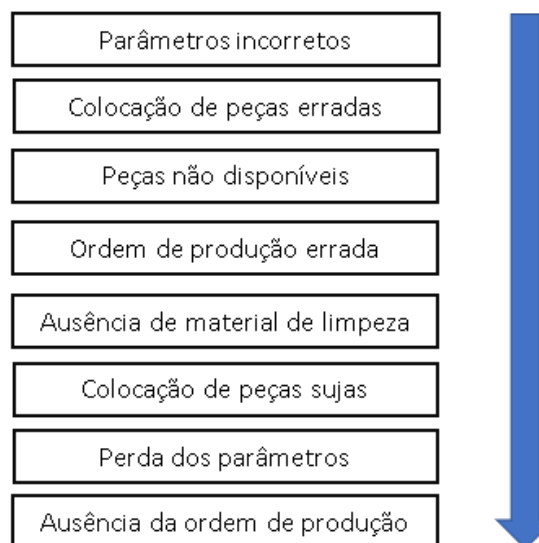 Parâmetros incorretos
Colocação de peças erradas
Peças não disponíveis
Ordem de produção errada
Ausência de material de limpeza
Colocação de peças sujas
Perda dos parâmetros
Ausência da ordem de produção